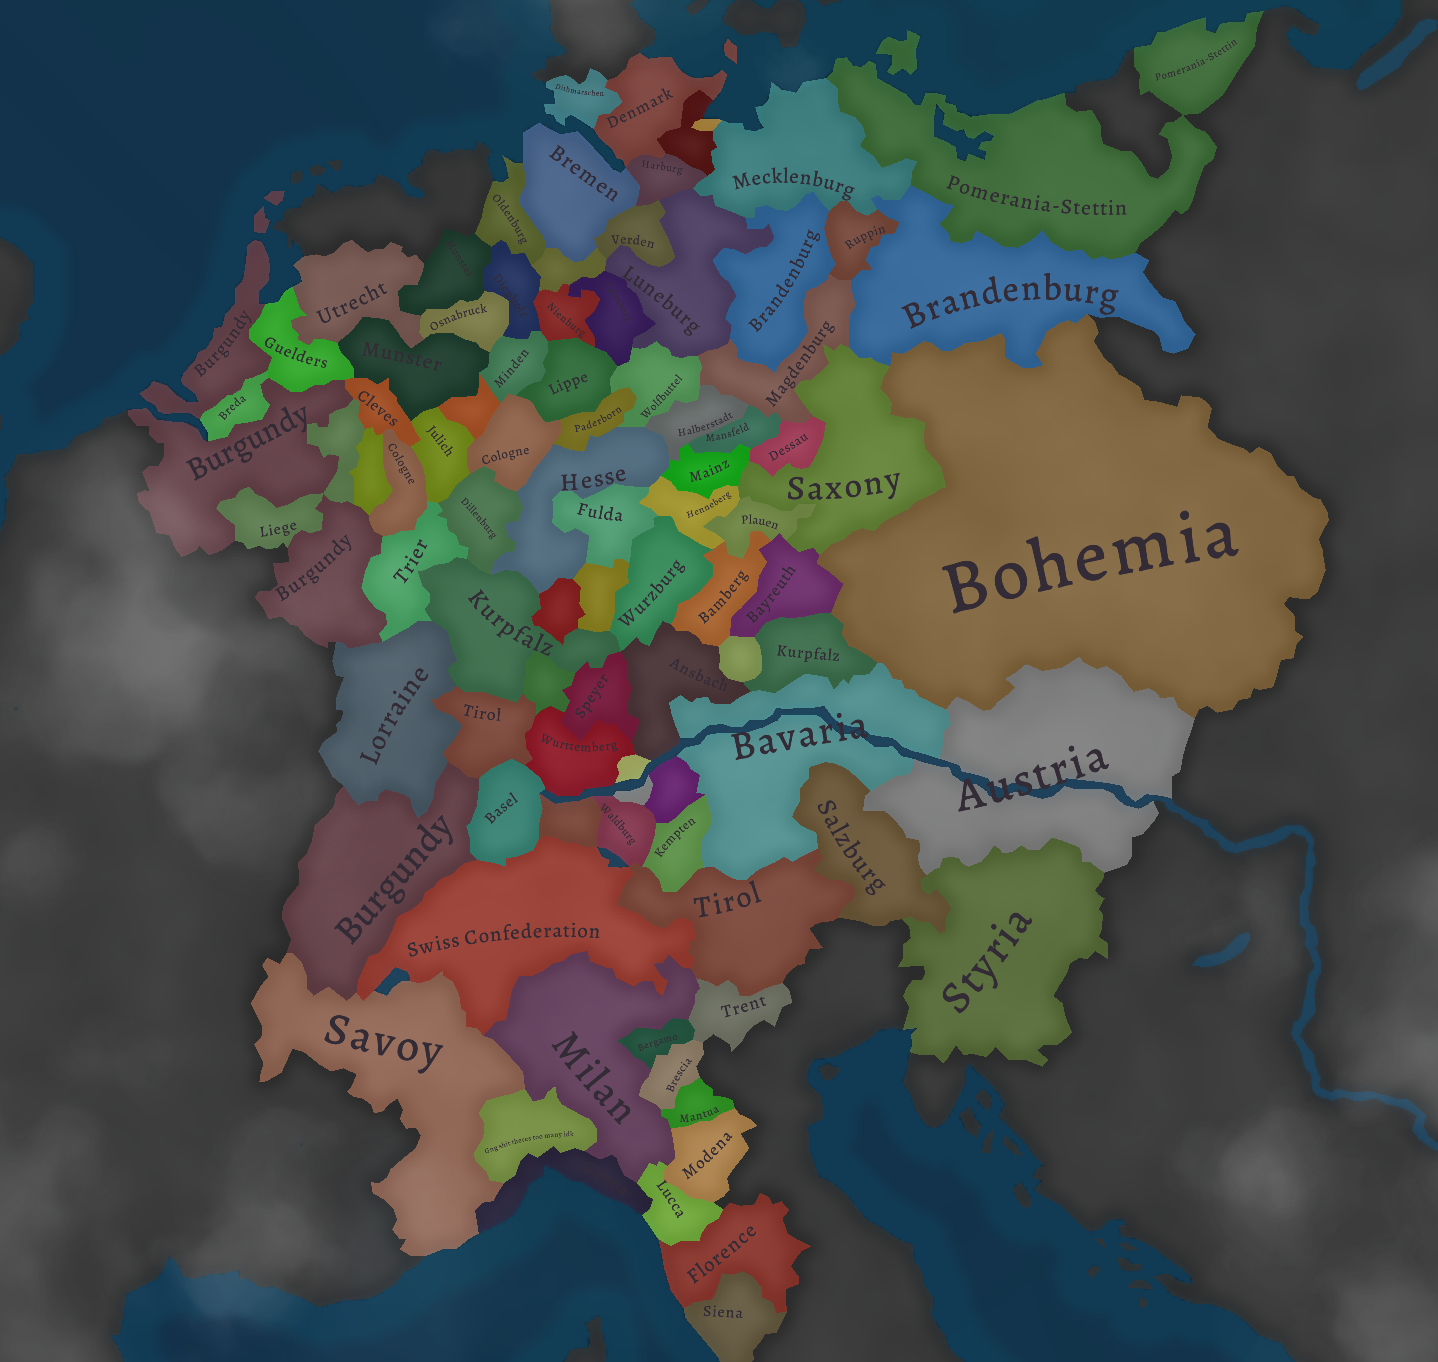 Pomerania-Stettin
Dithmarschen
Denmark
Harburg
Bremen
Mecklenburg
Pomerania-Stettin
Oldenburg
Verden
Ruppin
Brandenburg
Brandenburg
Luneburg
Utrecht
Osnabruck
Nienburg
Burgundy
Guelders
Munster
Minden
Lippe
Wolfbuttel
Magdenburg
Breda
Cleves
Burgundy
Julich
Cologne
Cologne
Paderborn
Halberstadt
Mansfeld
Dessau
Mainz
Hesse
Saxony
Henneberg
Fulda
Plauen
Liege
Dillenburg
Bohemia
Burgundy
Trier
Wurzburg
Bamberg
Bayreuth
Kurpfalz
Kurpfalz
Ansbach
Speyer
Lorraine
Tirol
Wurtremberg
Bavaria
Austria
Basel
Waldburg
Kempten
Salzburg
Burgundy
Tirol
Swiss Confederation
Styria
Trent
Savoy
Milan
Bergamo
Brescia
Mantua
Gng shit theres too many idk
Modena
Lucca
Florence
Siena